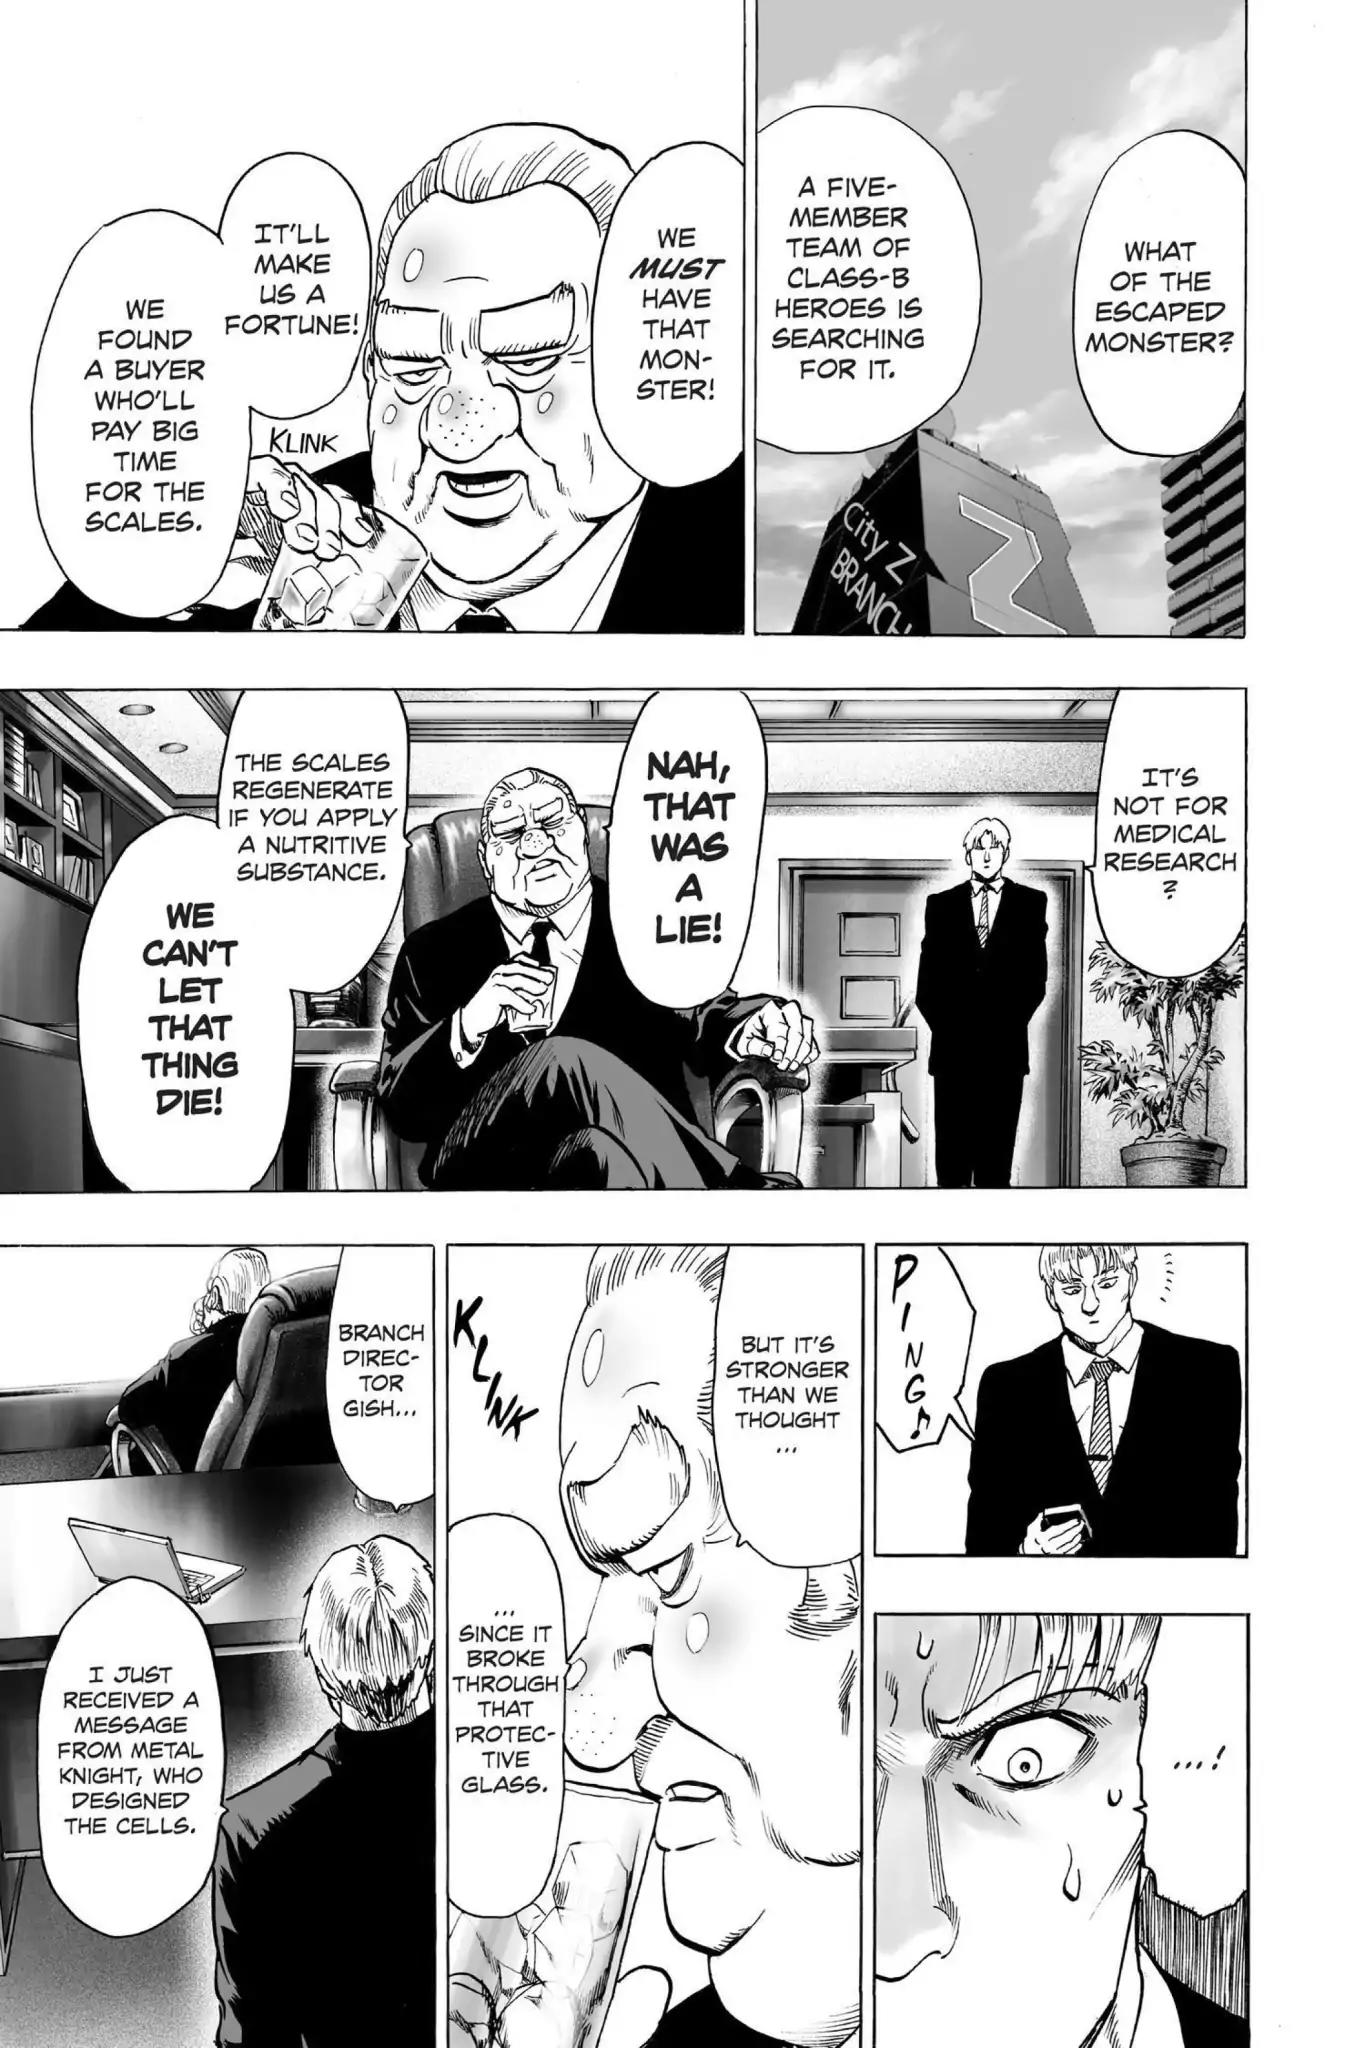 WHAT
OF THE
ESCAPED
MONSTER?
A FIVE-
MEMBER
TEAM OF
CLASS-B
HEROES IS
SEARCHING
FOR IT.
City Z
BRANCH
Z
WE
MUST
HAVE
THAT
MON-
STER!
IT'LL
MAKE
US A
FORTUNE!
KLINK
WE
FOUND
A BUYER
WHO'LL
PAY BIG
TIME
FOR THE
SCALES.
IT'S
NOT FOR
MEDICAL
RESEARCH
?
NAH,
THAT
WAS
A
LIE!
THE SCALES
REGENERATE
IF YOU APPLY
A NUTRITIVE
SUBSTANCE.
WE
CAN'T
LET
THAT
THING
DIE!
PING♪
BUT IT'S
STRONGER
THAN WE
THOUGHT
...
KLINK
...
SINCE IT
BROKE
THROUGH
THAT
PROTEC-
TIVE
GLASS.
....!
BRANCH
DIREC-
TOR
GISH...
I JUST
RECEIVED A
MESSAGE
FROM METAL
KNIGHT, WHO
DESIGNED
THE CELLS.